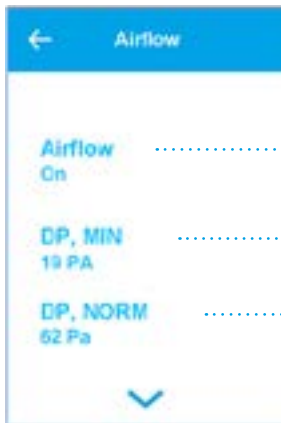 Airflow
Airflow
On
DP, MIN
19 PA
DP, NORM
62 Pa